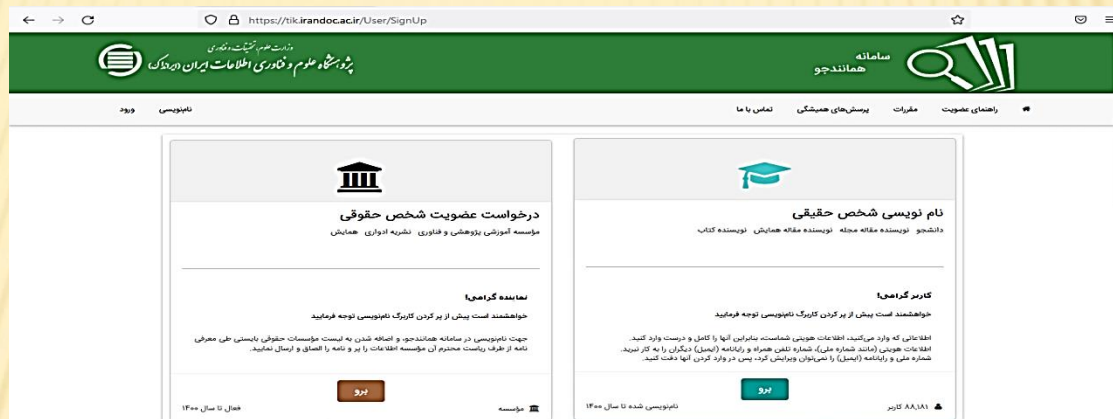 https://tik.irandoc.ac.ir/User/SignUp
سامانه
همانندجو
وزارت علوم، تحقیقات و فناوری
پژوهشگاه علوم و فناوری اطلاعات ایران (ایرانداک)
راهنمای عضویت مقررات پرسش‌های همیشگی تماس با ما
نام‌نویسی ورود
نام نویسی شخص حقیقی
دانشجو نویسنده مقاله مجله نویسنده مقاله همایش نویسنده کتاب
کاربر گرامی!
خواهشمند است پیش از پر کردن کاربرگ نام‌نویسی توجه فرمایید
اطلاعاتی که وارد می‌کنید، اطلاعات هویتی شماست، بنابراین آنها را کامل و درست وارد کنید.
اطلاعات هویتی (مانند شماره ملی)، شماره تلفن همراه و رایانامه (ایمیل) دیگران را به کار نبرید.
شماره ملی و رایانامه (ایمیل) را نمی‌توان ویرایش کرد، پس در وارد کردن آنها دقت کنید.
برو
۸۸,۱۸۱ کاربر
نام‌نویسی شده تا سال ۱۴۰۰
درخواست عضویت شخص حقوقی
مؤسسه آموزشی پژوهشی و فناوری نشریه ادواری همایش
نماینده گرامی!
خواهشمند است پیش از پر کردن کاربرگ نام‌نویسی توجه فرمایید
جهت نام‌نویسی در سامانه همانندجو، و اضافه شدن به لیست مؤسسات حقوقی بایستی طی معرفی
نامه از طرف ریاست محترم آن مؤسسه اطلاعات را پر و نامه را الصاق و ارسال نمایید.
برو
مؤسسه
فعال تا سال ۱۴۰۰